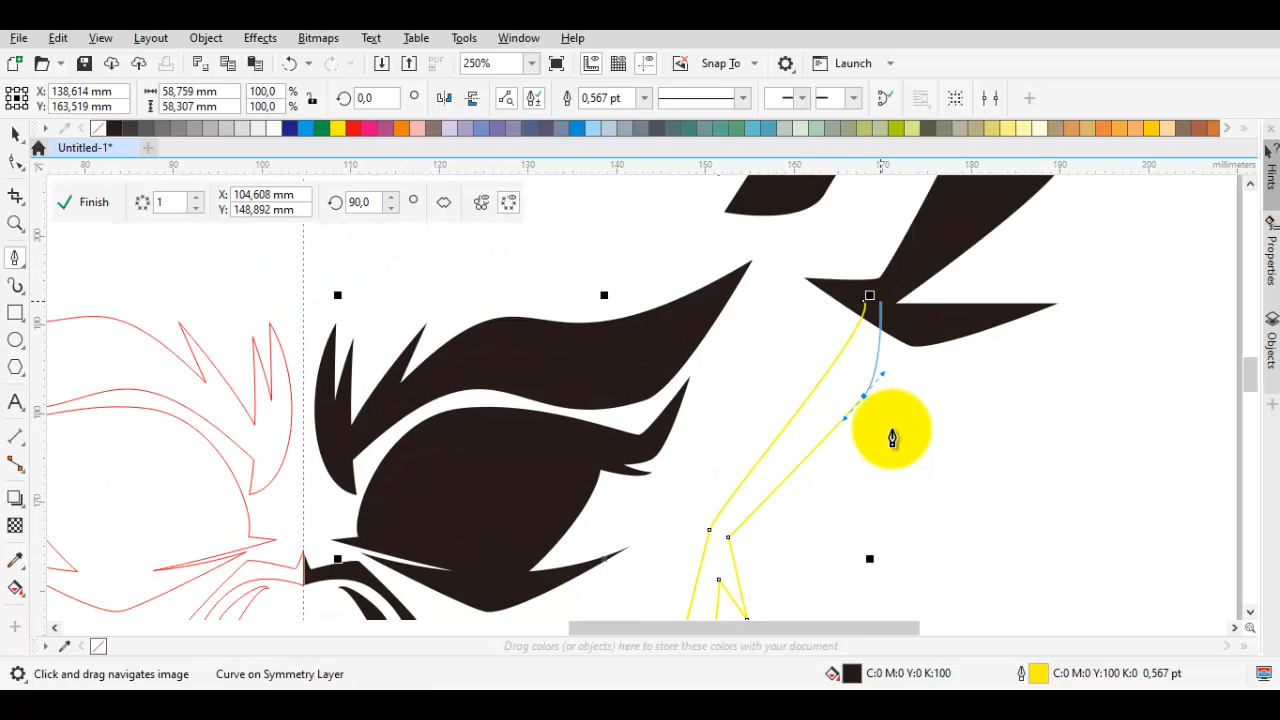 File Edit View Layout Object Effects Bitmaps Text Table Tools Window Help
PDF 250% Snap To Launch
X: 138,614 mm 58,759 mm 100,0 % 0,0 0,567 pt
Y: 163,519 mm 58,307 mm 100,0 %
Untitled-1*
80 90 100 110 120 130 140 150 160 170 180 190 200 millimeters
Finish 1 X: 104,608 mm 90,0
Y: 148,892 mm
200
190
180
170
Hints
Properties
Objects
Drag colors (or objects) here to store these colors with your document
Click and drag navigates image Curve on Symmetry Layer C:0 M:0 Y:0 K:100 C:0 M:0 Y:100 K:0 0,567 pt